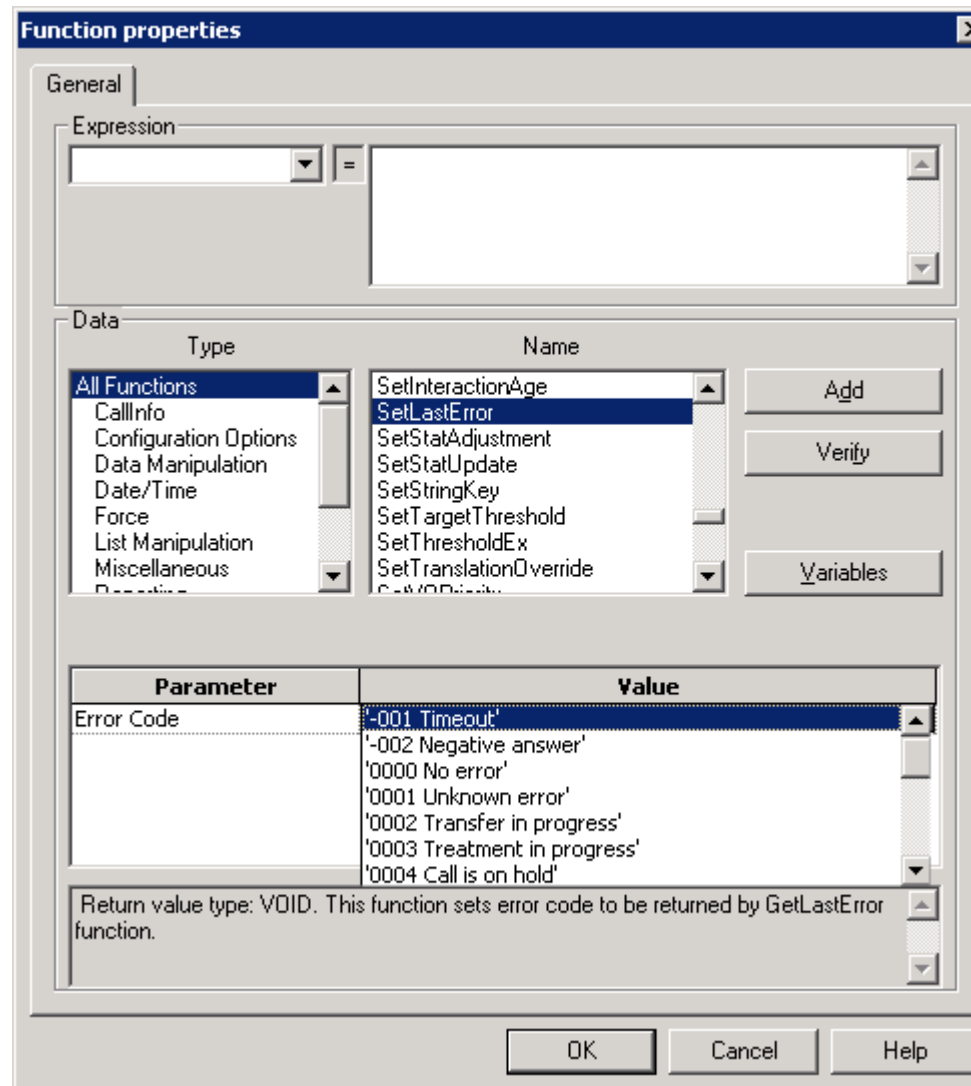 Function properties
General
Expression
=
Data
Type
Name
All Functions
CallInfo
Configuration Options
Data Manipulation
Date/Time
Force
List Manipulation
Miscellaneous
SetInteractionAge
SetLastError
SetStatAdjustment
SetStatUpdate
SetStringKey
SetTargetThreshold
SetThresholdEx
SetTranslationOverride
Add
Verify
Variables
Parameter
Value
Error Code
'-001 Timeout'
'-002 Negative answer'
'0000 No error'
'0001 Unknown error'
'0002 Transfer in progress'
'0003 Treatment in progress'
'0004 Call is on hold'
Return value type: VOID. This function sets error code to be returned by GetLastError
function.
OK
Cancel
Help